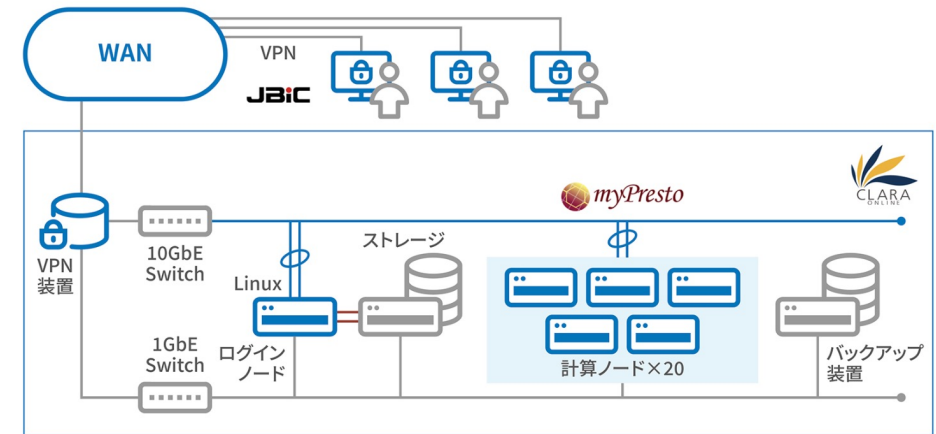 WAN
VPN
JBiC
myPresto
CLARA
ONLINE
VPN
装置
10GbE
Switch
Linux
ストレージ
1GbE
Switch
ログイン
ノード
計算ノード×20
バックアップ
装置